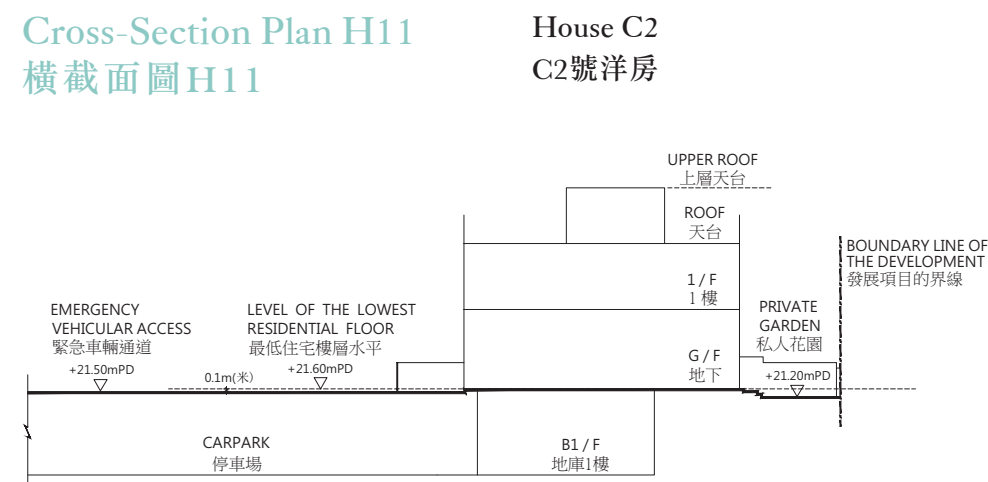 Cross-Section Plan H11
橫截面圖H11
House C2
C2號洋房
UPPER ROOF
上層天台
ROOF
天台
BOUNDARY LINE OF
THE DEVELOPMENT
發展項目的界線
1 / F
1 樓
EMERGENCY
VEHICULAR ACCESS
緊急車輛通道
+21.50mPD
LEVEL OF THE LOWEST
RESIDENTIAL FLOOR
最低住宅樓層水平
+21.60mPD
0.1m(米)
PRIVATE
GARDEN
私人花園
+21.20mPD
G / F
地下
CARPARK
停車場
B1 / F
地庫1樓